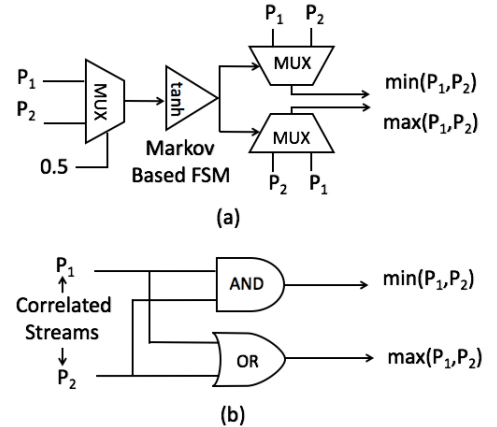 P₁ P₂
MUX
P₁
P₂
MUX
tanh
min(P₁,P₂)
max(P₁,P₂)
0.5
Markov
Based FSM
MUX
P₂ P₁
(a)
P₁
Correlated
Streams
P₂
AND
min(P₁,P₂)
OR
max(P₁,P₂)
(b)